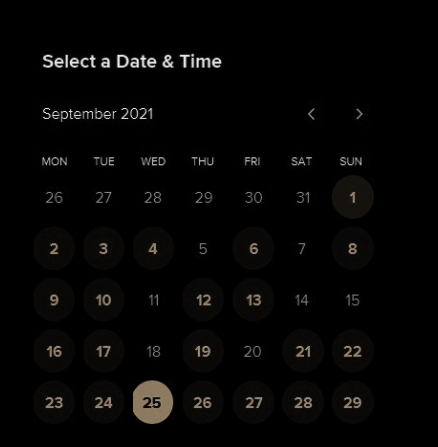 Select a Date & Time
September 2021
MON TUE WED THU FRI SAT SUN
26 27 28 29 30 31 1
2 3 4 5 6 7 8
9 10 11 12 13 14 15
16 17 18 19 20 21 22
23 24 25 26 27 28 29